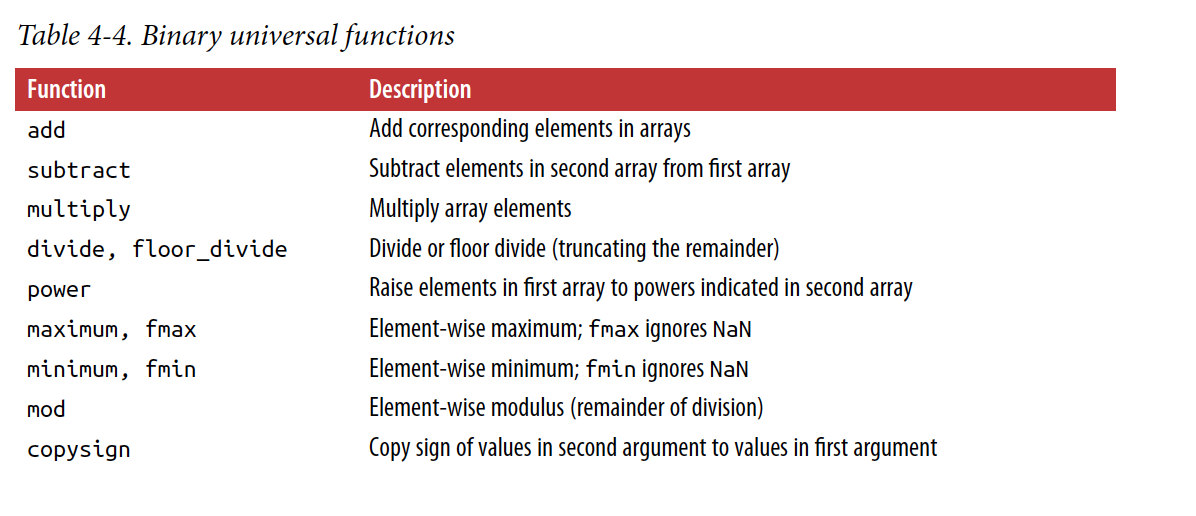 Table 4-4. Binary universal functions
Function Description
add Add corresponding elements in arrays
subtract Subtract elements in second array from first array
multiply Multiply array elements
divide, floor_divide Divide or floor divide (truncating the remainder)
power Raise elements in first array to powers indicated in second array
maximum, fmax Element-wise maximum; fmax ignores NaN
minimum, fmin Element-wise minimum; fmin ignores NaN
mod Element-wise modulus (remainder of division)
copysign Copy sign of values in second argument to values in first argument